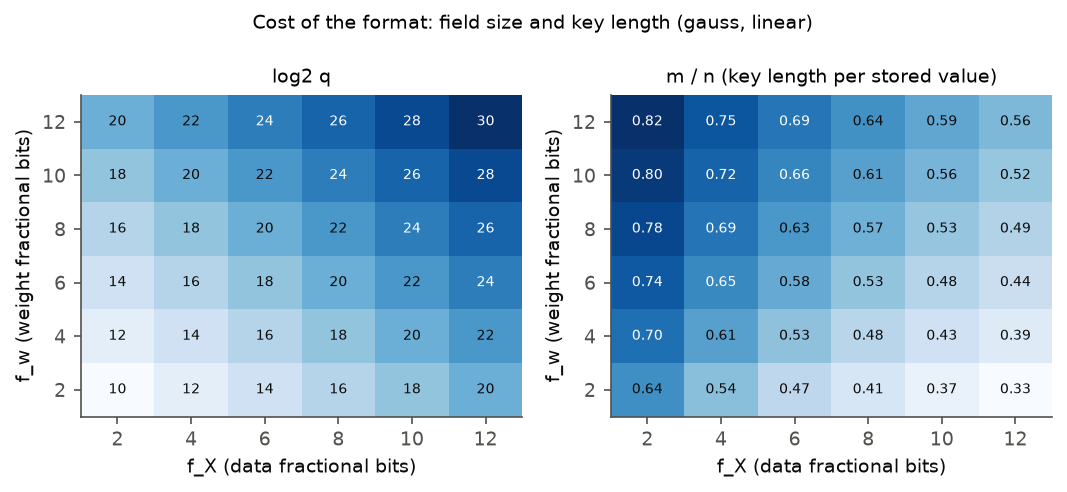 Cost of the format: field size and key length (gauss, linear)
log2 q
m / n (key length per stored value)
f_w (weight fractional bits)
12 20 22 24 26 28 30
10 18 20 22 24 26 28
8 16 18 20 22 24 26
6 14 16 18 20 22 24
4 12 14 16 18 20 22
2 10 12 14 16 18 20
2 4 6 8 10 12
f_X (data fractional bits)
f_w (weight fractional bits)
12 0.82 0.75 0.69 0.64 0.59 0.56
10 0.80 0.72 0.66 0.61 0.56 0.52
8 0.78 0.69 0.63 0.57 0.53 0.49
6 0.74 0.65 0.58 0.53 0.48 0.44
4 0.70 0.61 0.53 0.48 0.43 0.39
2 0.64 0.54 0.47 0.41 0.37 0.33
2 4 6 8 10 12
f_X (data fractional bits)